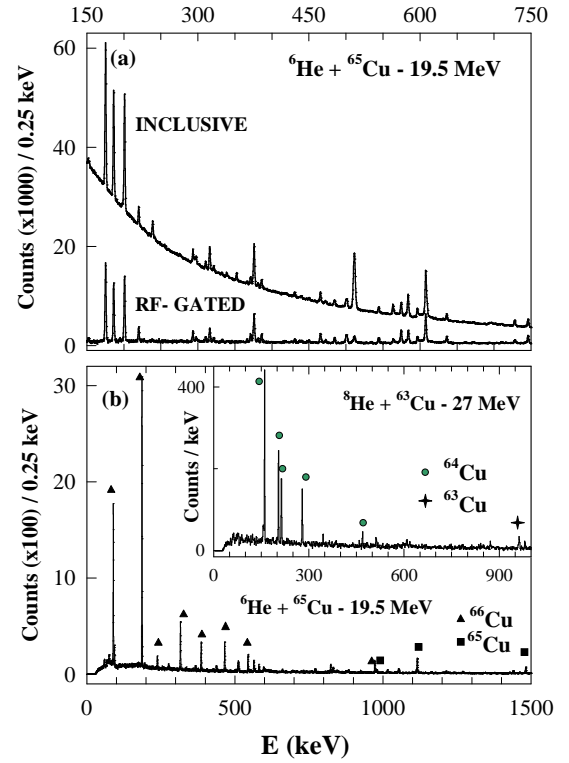 150 300 450 600 750
(a)
⁶He + ⁶⁵Cu - 19.5 MeV
INCLUSIVE
RF- GATED
Counts (x1000) / 0.25 keV
60
40
20
0
(b)
⁸He + ⁶³Cu - 27 MeV
⁶⁴Cu
⁶³Cu
Counts / keV
400
0
0 300 600 900
⁶He + ⁶⁵Cu - 19.5 MeV
⁶⁶Cu
⁶⁵Cu
Counts (x100) / 0.25 keV
30
20
10
0
0 500 1000 1500
E (keV)